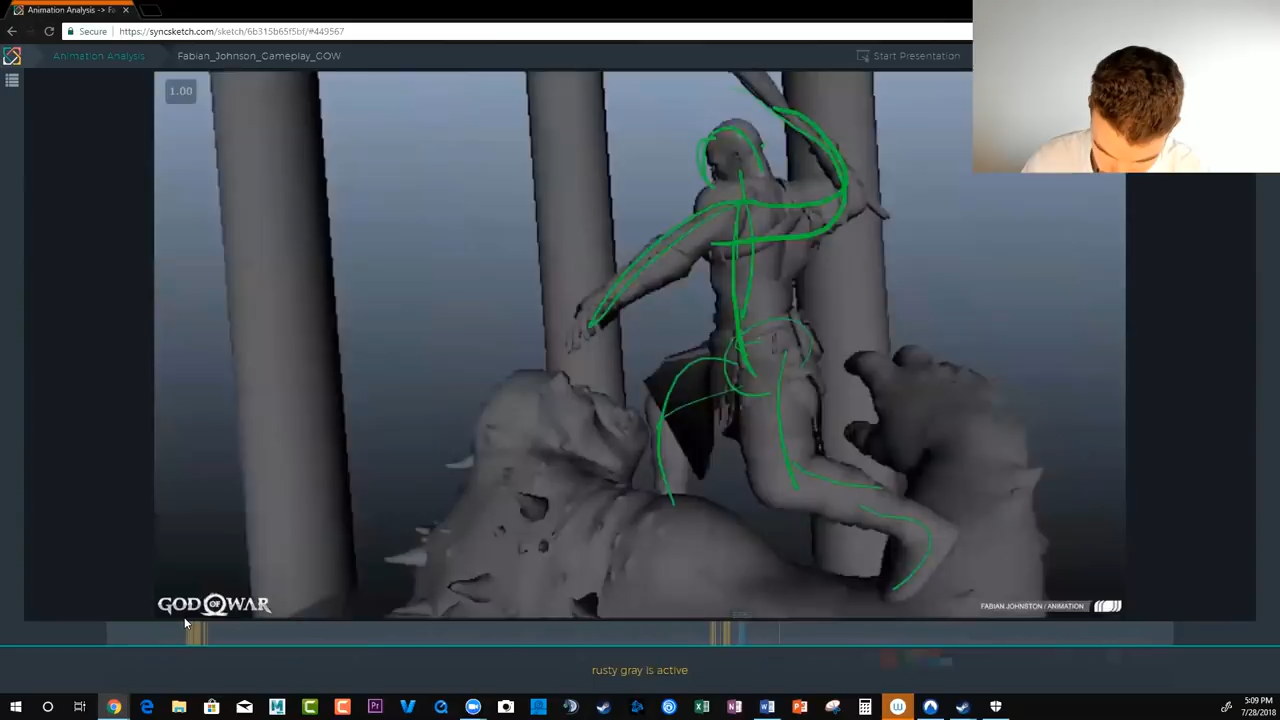 Animation Analysis -> Fa
Secure
https://syncsketch.com/sketch/6b315b65f5bf/#449567
Animation Analysis
Fabian_Johnson_Gameplay_GOW
Start Presentation
1.00
GOD OF WAR
FABIAN JOHNSTON / ANIMATION
rusty gray is active
5:09 PM
7/28/2018